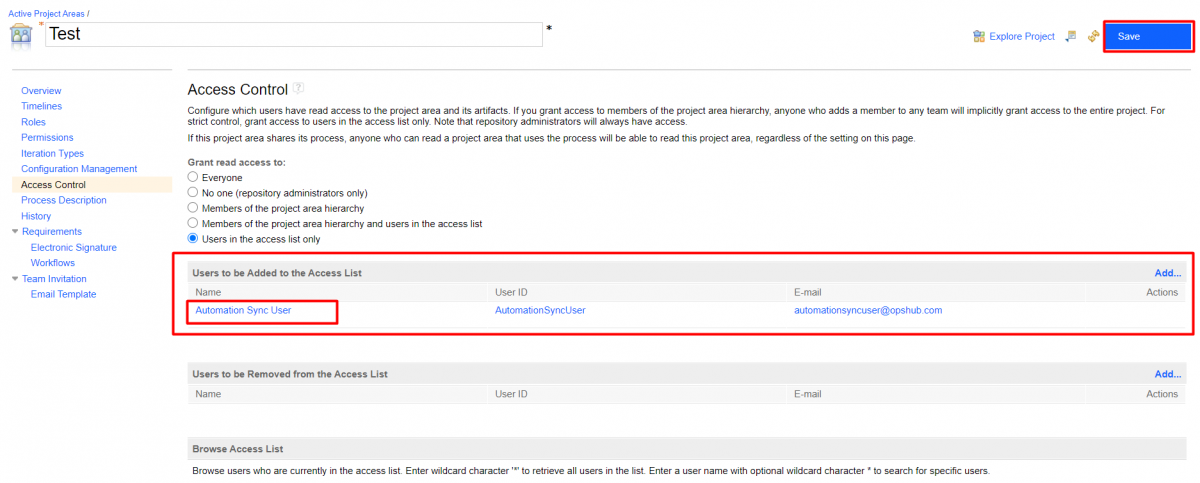 Active Project Areas /
* Test *
Explore Project
Save
Overview
Timelines
Roles
Permissions
Iteration Types
Configuration Management
Access Control
Process Description
History
Requirements
Electronic Signature
Workflows
Team Invitation
Email Template
Access Control ?
Configure which users have read access to the project area and its artifacts. If you grant access to members of the project area hierarchy, anyone who adds a member to any team will implicitly grant access to the entire project. For
strict control, grant access to users in the access list only. Note that repository administrators will always have access.
If this project area shares its process, anyone who can read a project area that uses the process will be able to read this project area, regardless of the setting on this page.
Grant read access to:
Everyone
No one (repository administrators only)
Members of the project area hierarchy
Members of the project area hierarchy and users in the access list
Users in the access list only
Users to be Added to the Access List Add...
Name User ID E-mail Actions
Automation Sync User AutomationSyncUser automationsyncuser@opshub.com
Users to be Removed from the Access List Add...
Name User ID E-mail Actions
Browse Access List
Browse users who are currently in the access list. Enter wildcard character '*' to retrieve all users in the list. Enter a user name with optional wildcard character * to search for specific users.